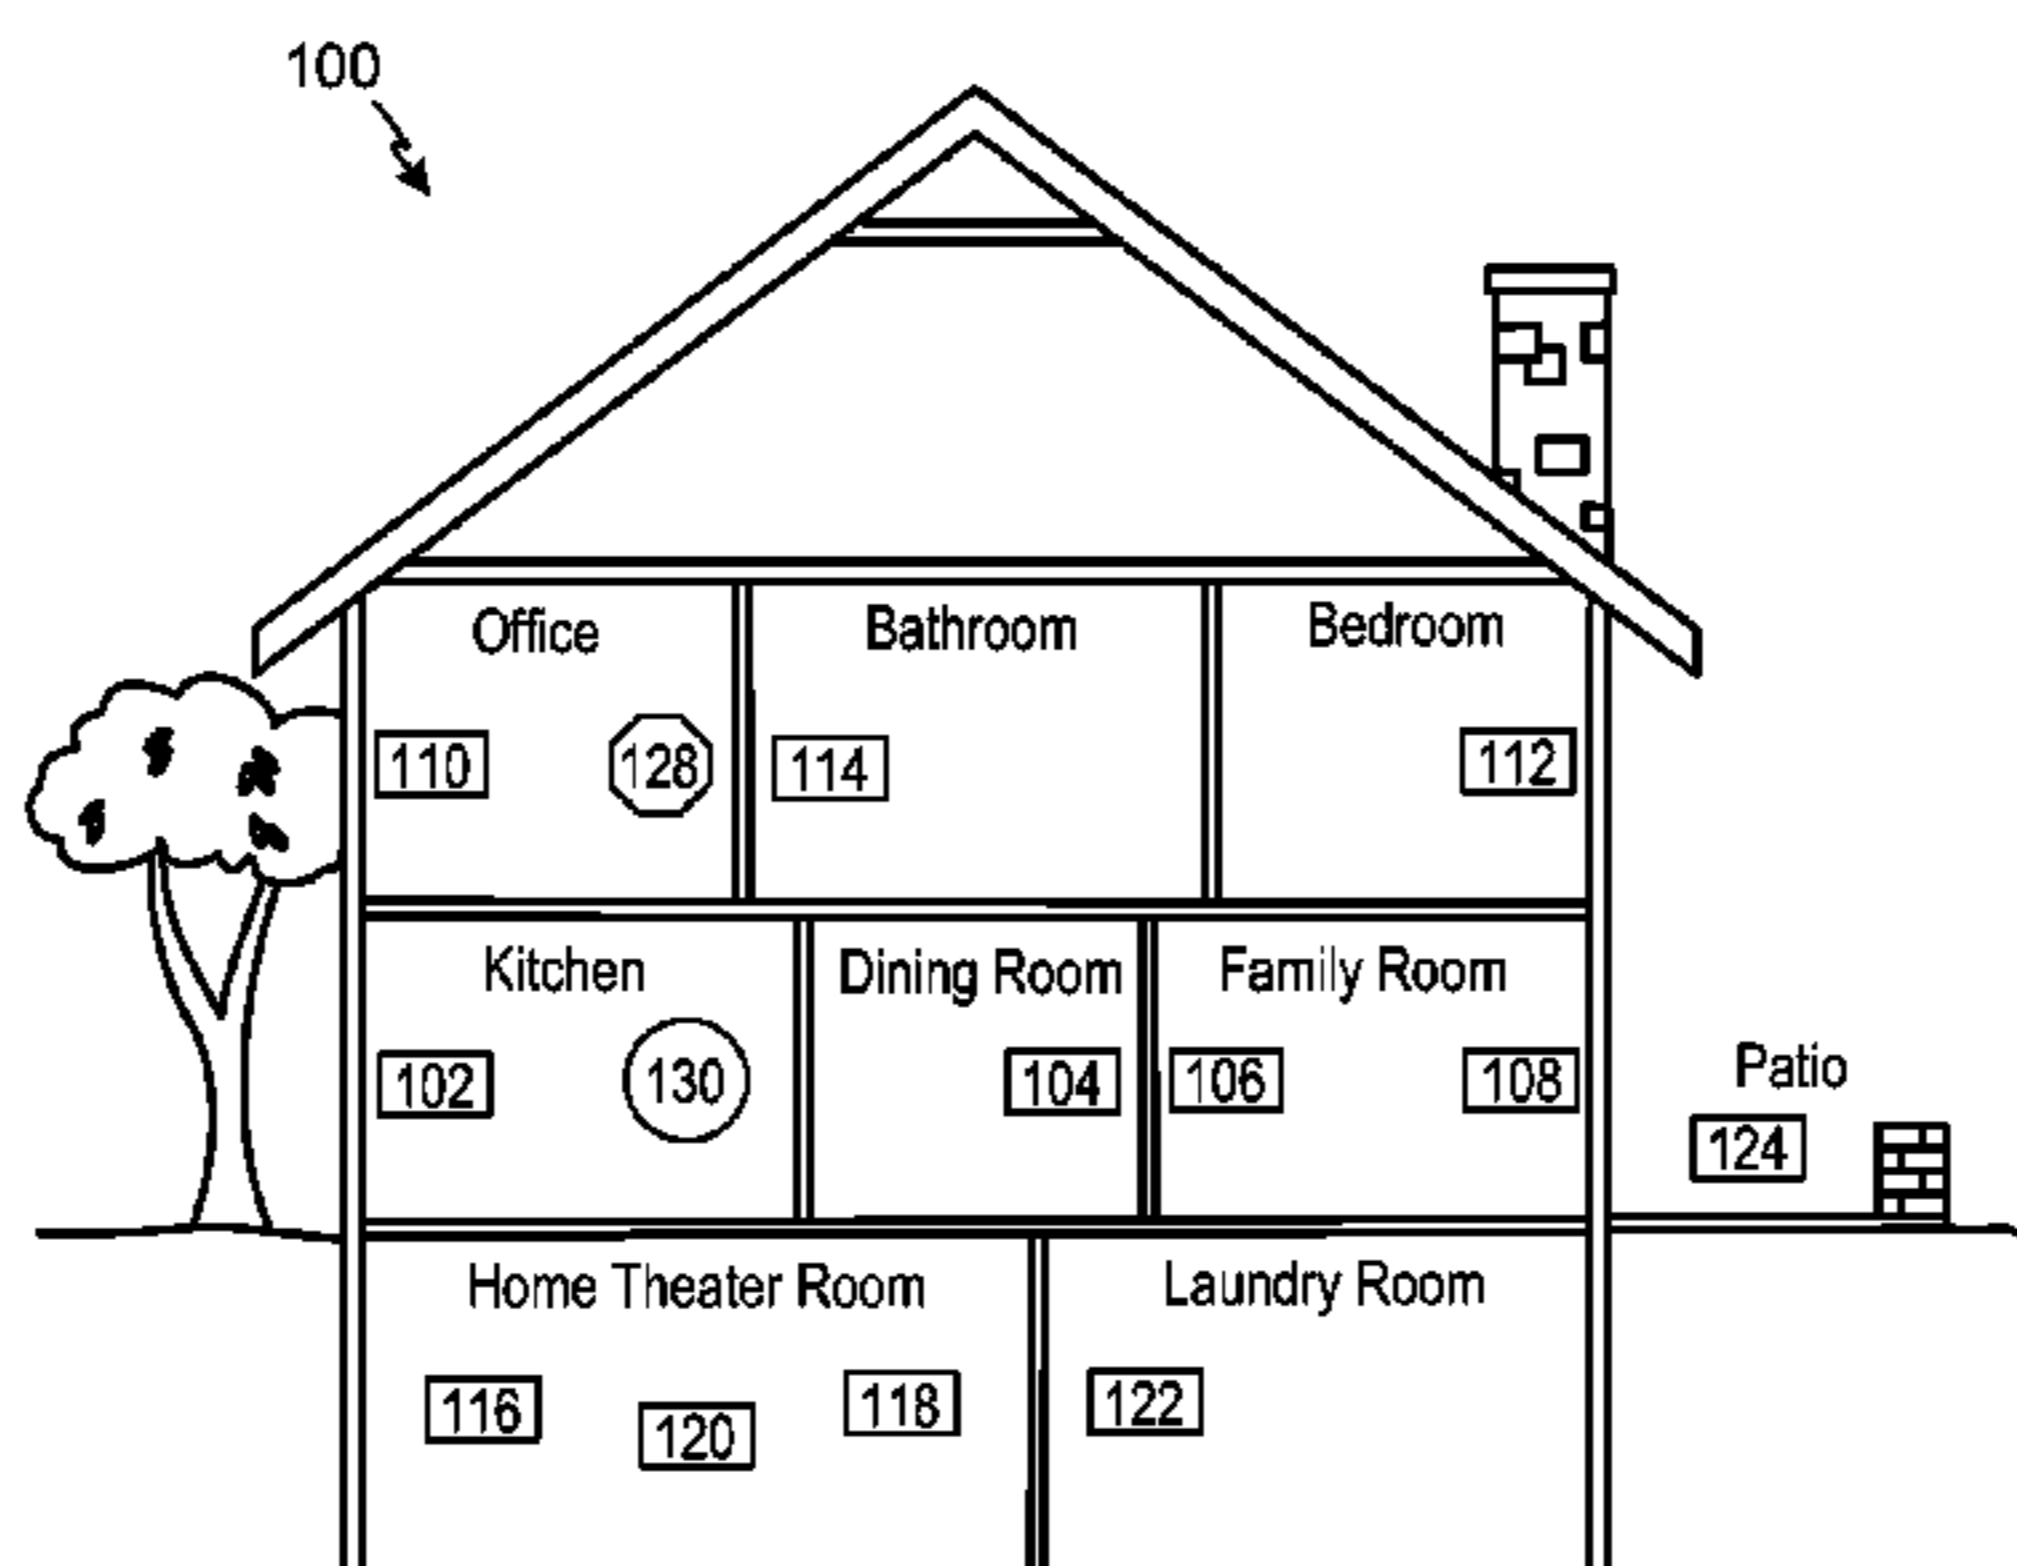 100
Office
Bathroom
Bedroom
110
128
114
112
Kitchen
Dining Room
Family Room
102
130
104
106
108
Patio
124
Home Theater Room
Laundry Room
116
120
118
122